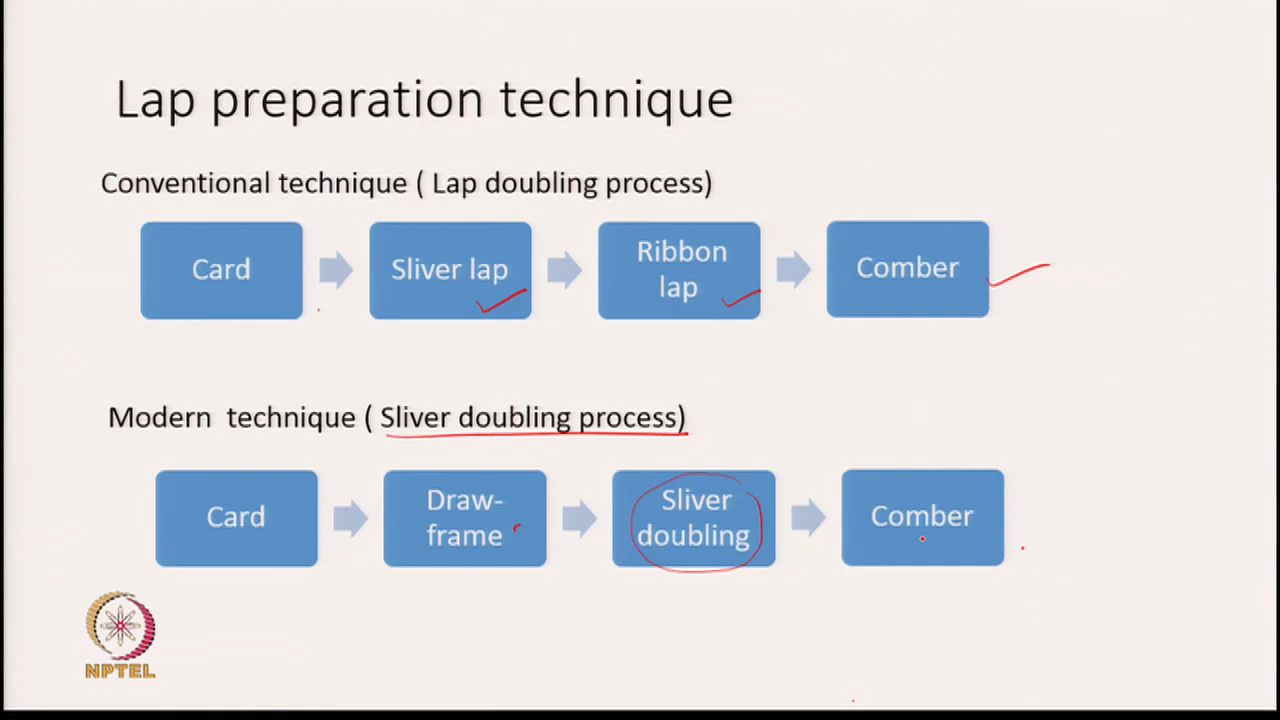 Lap preparation technique
Conventional technique ( Lap doubling process)
Card
Sliver lap
Ribbon
lap
Comber
Modern technique ( Sliver doubling process)
Card
Draw-
frame
Sliver
doubling
Comber
NPTEL